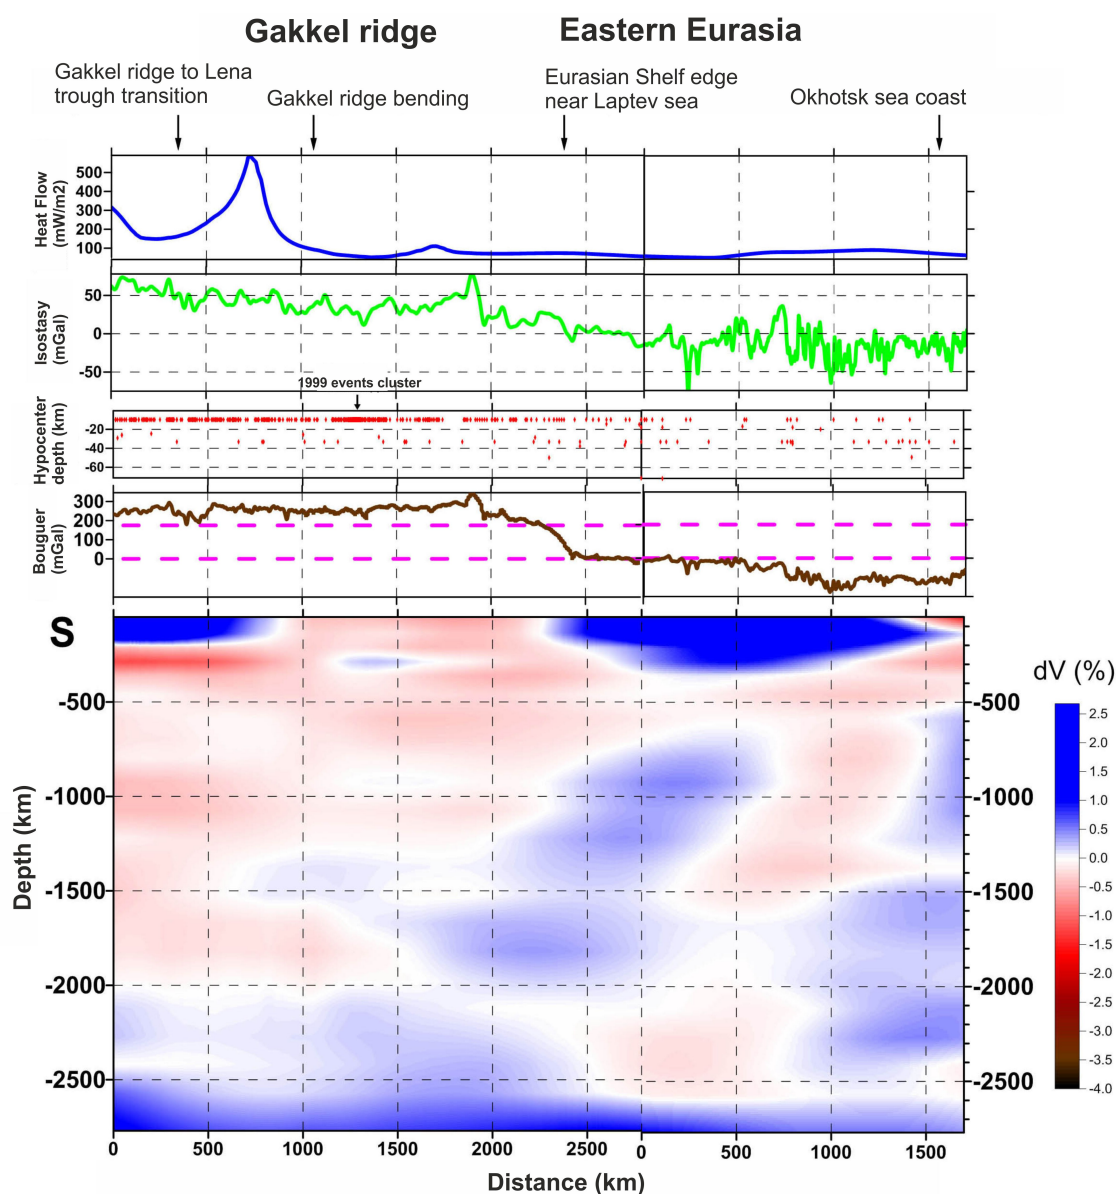 Gakkel ridge
Eastern Eurasia
Gakkel ridge to Lena
trough transition
Gakkel ridge bending
Eurasian Shelf edge
near Laptev sea
Okhotsk sea coast
Heat Flow
(mW/m2)
500
400
300
200
100
Isostasy
(mGal)
50
0
-50
1999 events cluster
Hypocenter
depth (km)
-20
-40
-60
Bouguer
(mGal)
300
200
100
0
S
Depth (km)
-500
-1000
-1500
-2000
-2500
-500
-1000
-1500
-2000
-2500
dV (%)
2.5
1.5
1.0
0.5
0.0
-0.5
-1.0
-1.5
-2.0
-2.5
-3.0
-3.5
-4.0
0 500 1000 1500 2000 2500 0 500 1000 1500
Distance (km)